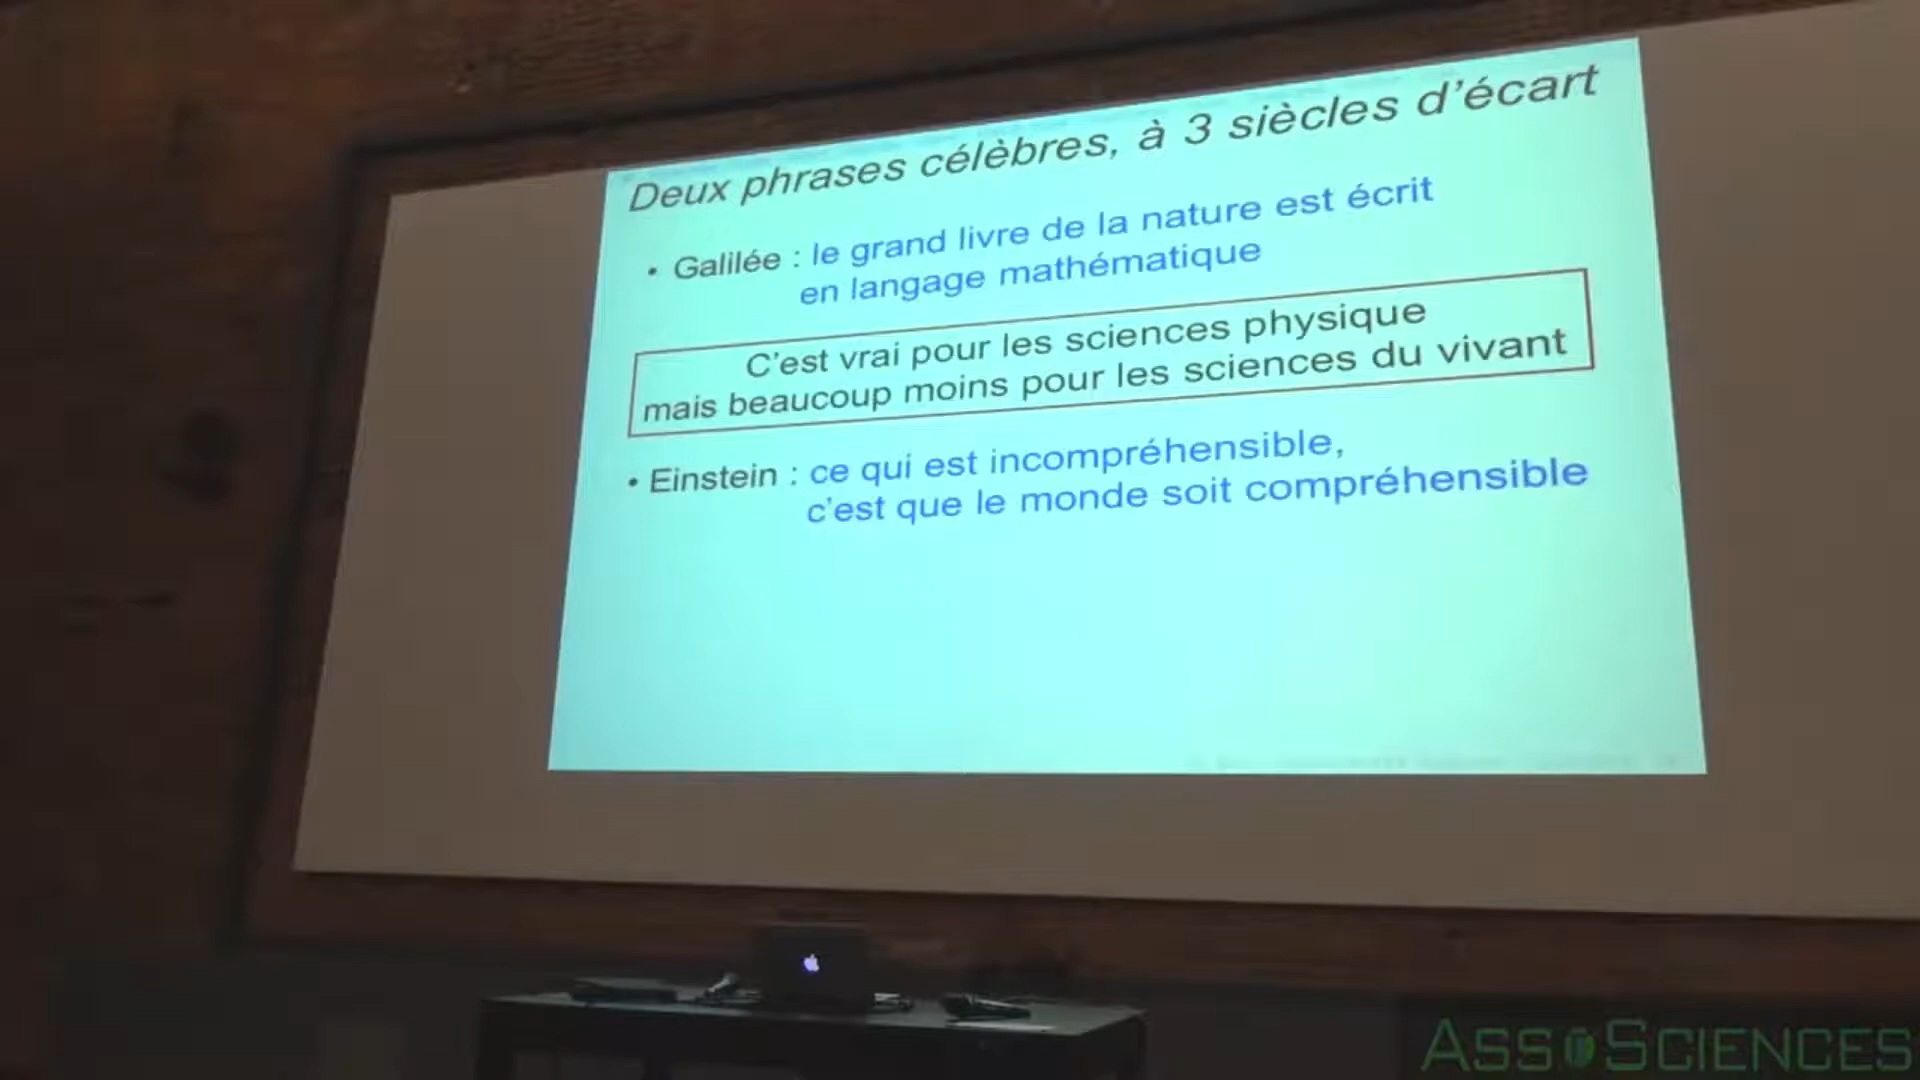 Deux phrases célèbres, à 3 siècles d'écart
• Galilée : le grand livre de la nature est écrit
en langage mathématique
C'est vrai pour les sciences physique
mais beaucoup moins pour les sciences du vivant
• Einstein : ce qui est incompréhensible,
c'est que le monde soit compréhensible
ASSOSCIENCES